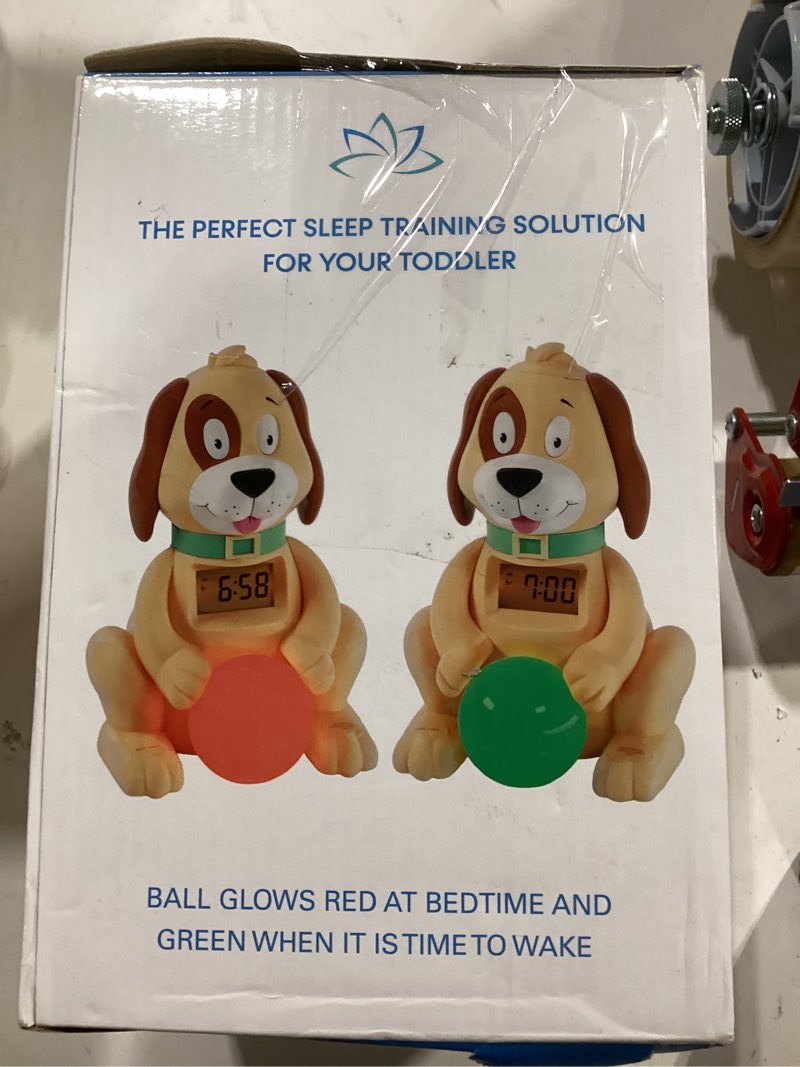 THE PERFECT SLEEP TRAINING SOLUTION
FOR YOUR TODDLER
6:58
7:00
BALL GLOWS RED AT BEDTIME AND
GREEN WHEN IT IS TIME TO WAKE